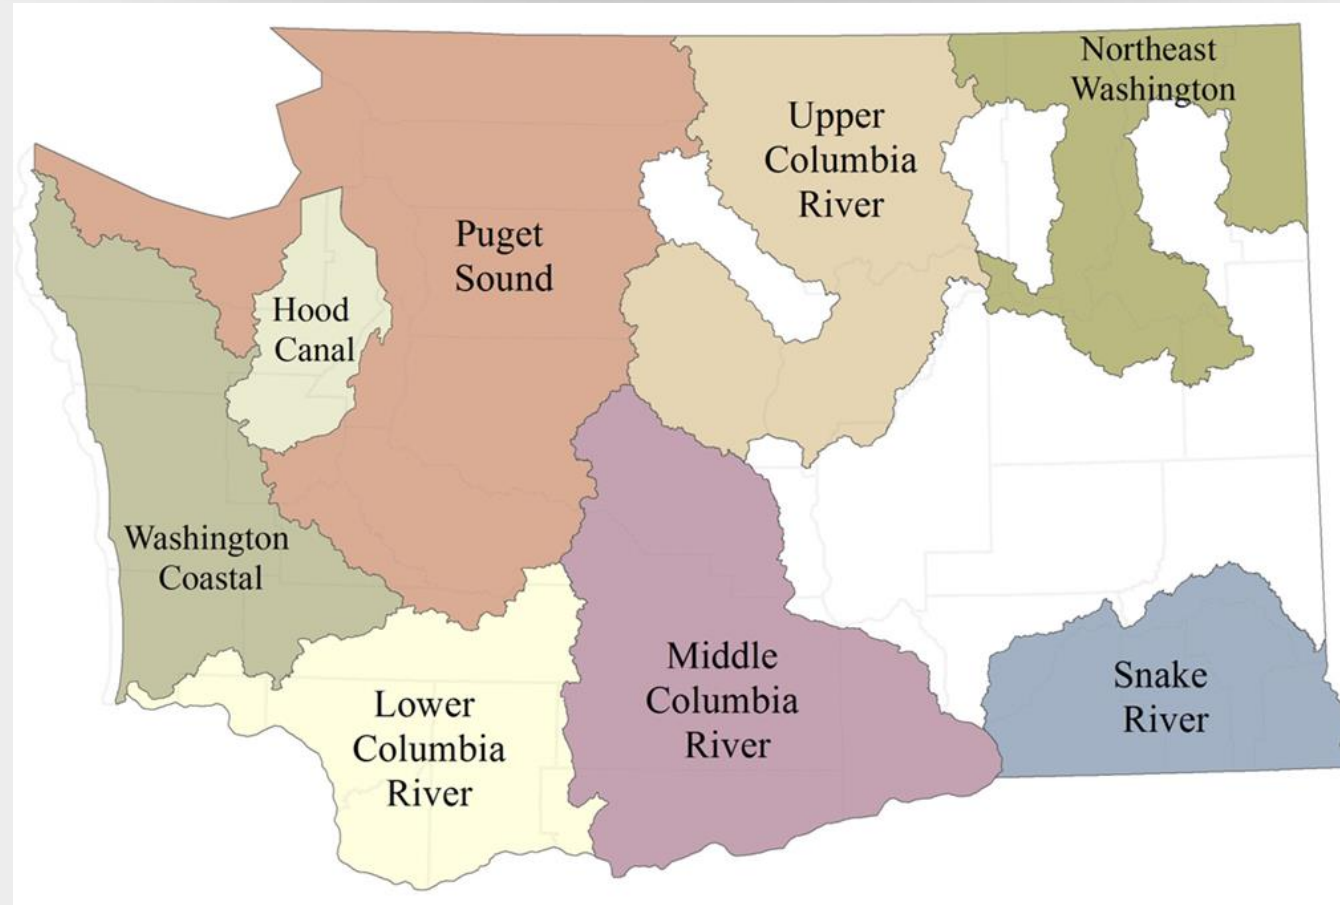 Northeast
Washington
Upper
Columbia
River
Puget
Sound
Hood
Canal
Washington
Coastal
Lower
Columbia
River
Middle
Columbia
River
Snake
River